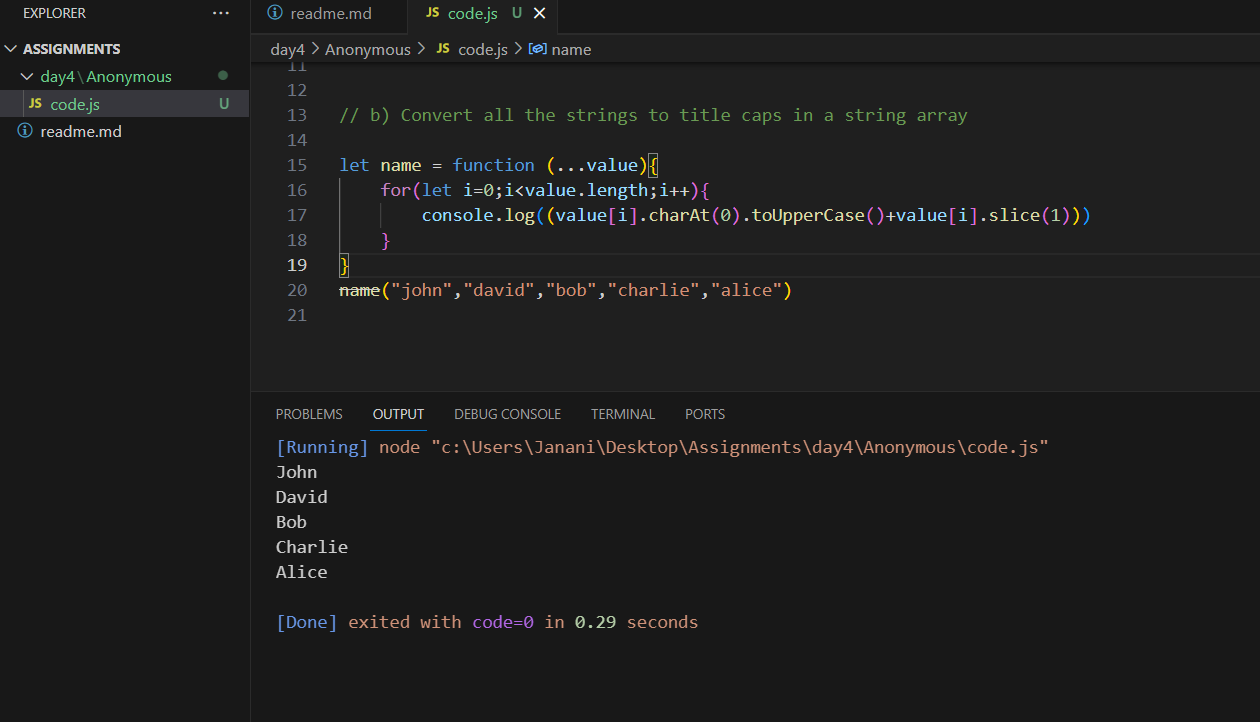 EXPLORER ...
ASSIGNMENTS
day4\Anonymous
JS code.js U
readme.md
readme.md JS code.js U
day4 > Anonymous > JS code.js > name
11
12
13 // b) Convert all the strings to title caps in a string array
14
15 let name = function (...value){
16 for(let i=0;i<value.length;i++){
17 console.log((value[i].charAt(0).toUpperCase()+value[i].slice(1)))
18 }
19 }
20 name("john","david","bob","charlie","alice")
21
PROBLEMS OUTPUT DEBUG CONSOLE TERMINAL PORTS
[Running] node "c:\Users\Janani\Desktop\Assignments\day4\Anonymous\code.js"
John
David
Bob
Charlie
Alice
[Done] exited with code=0 in 0.29 seconds